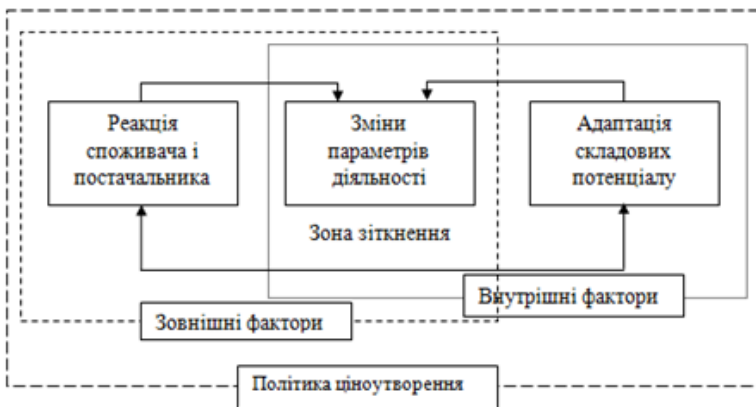 Реакція
споживача і
постачальника
Зміни
параметрів
діяльності
Адаптація
складових
потенціалу
Зона зіткнення
Внутрішні фактори
Зовнішні фактори
Політика ціноутворення